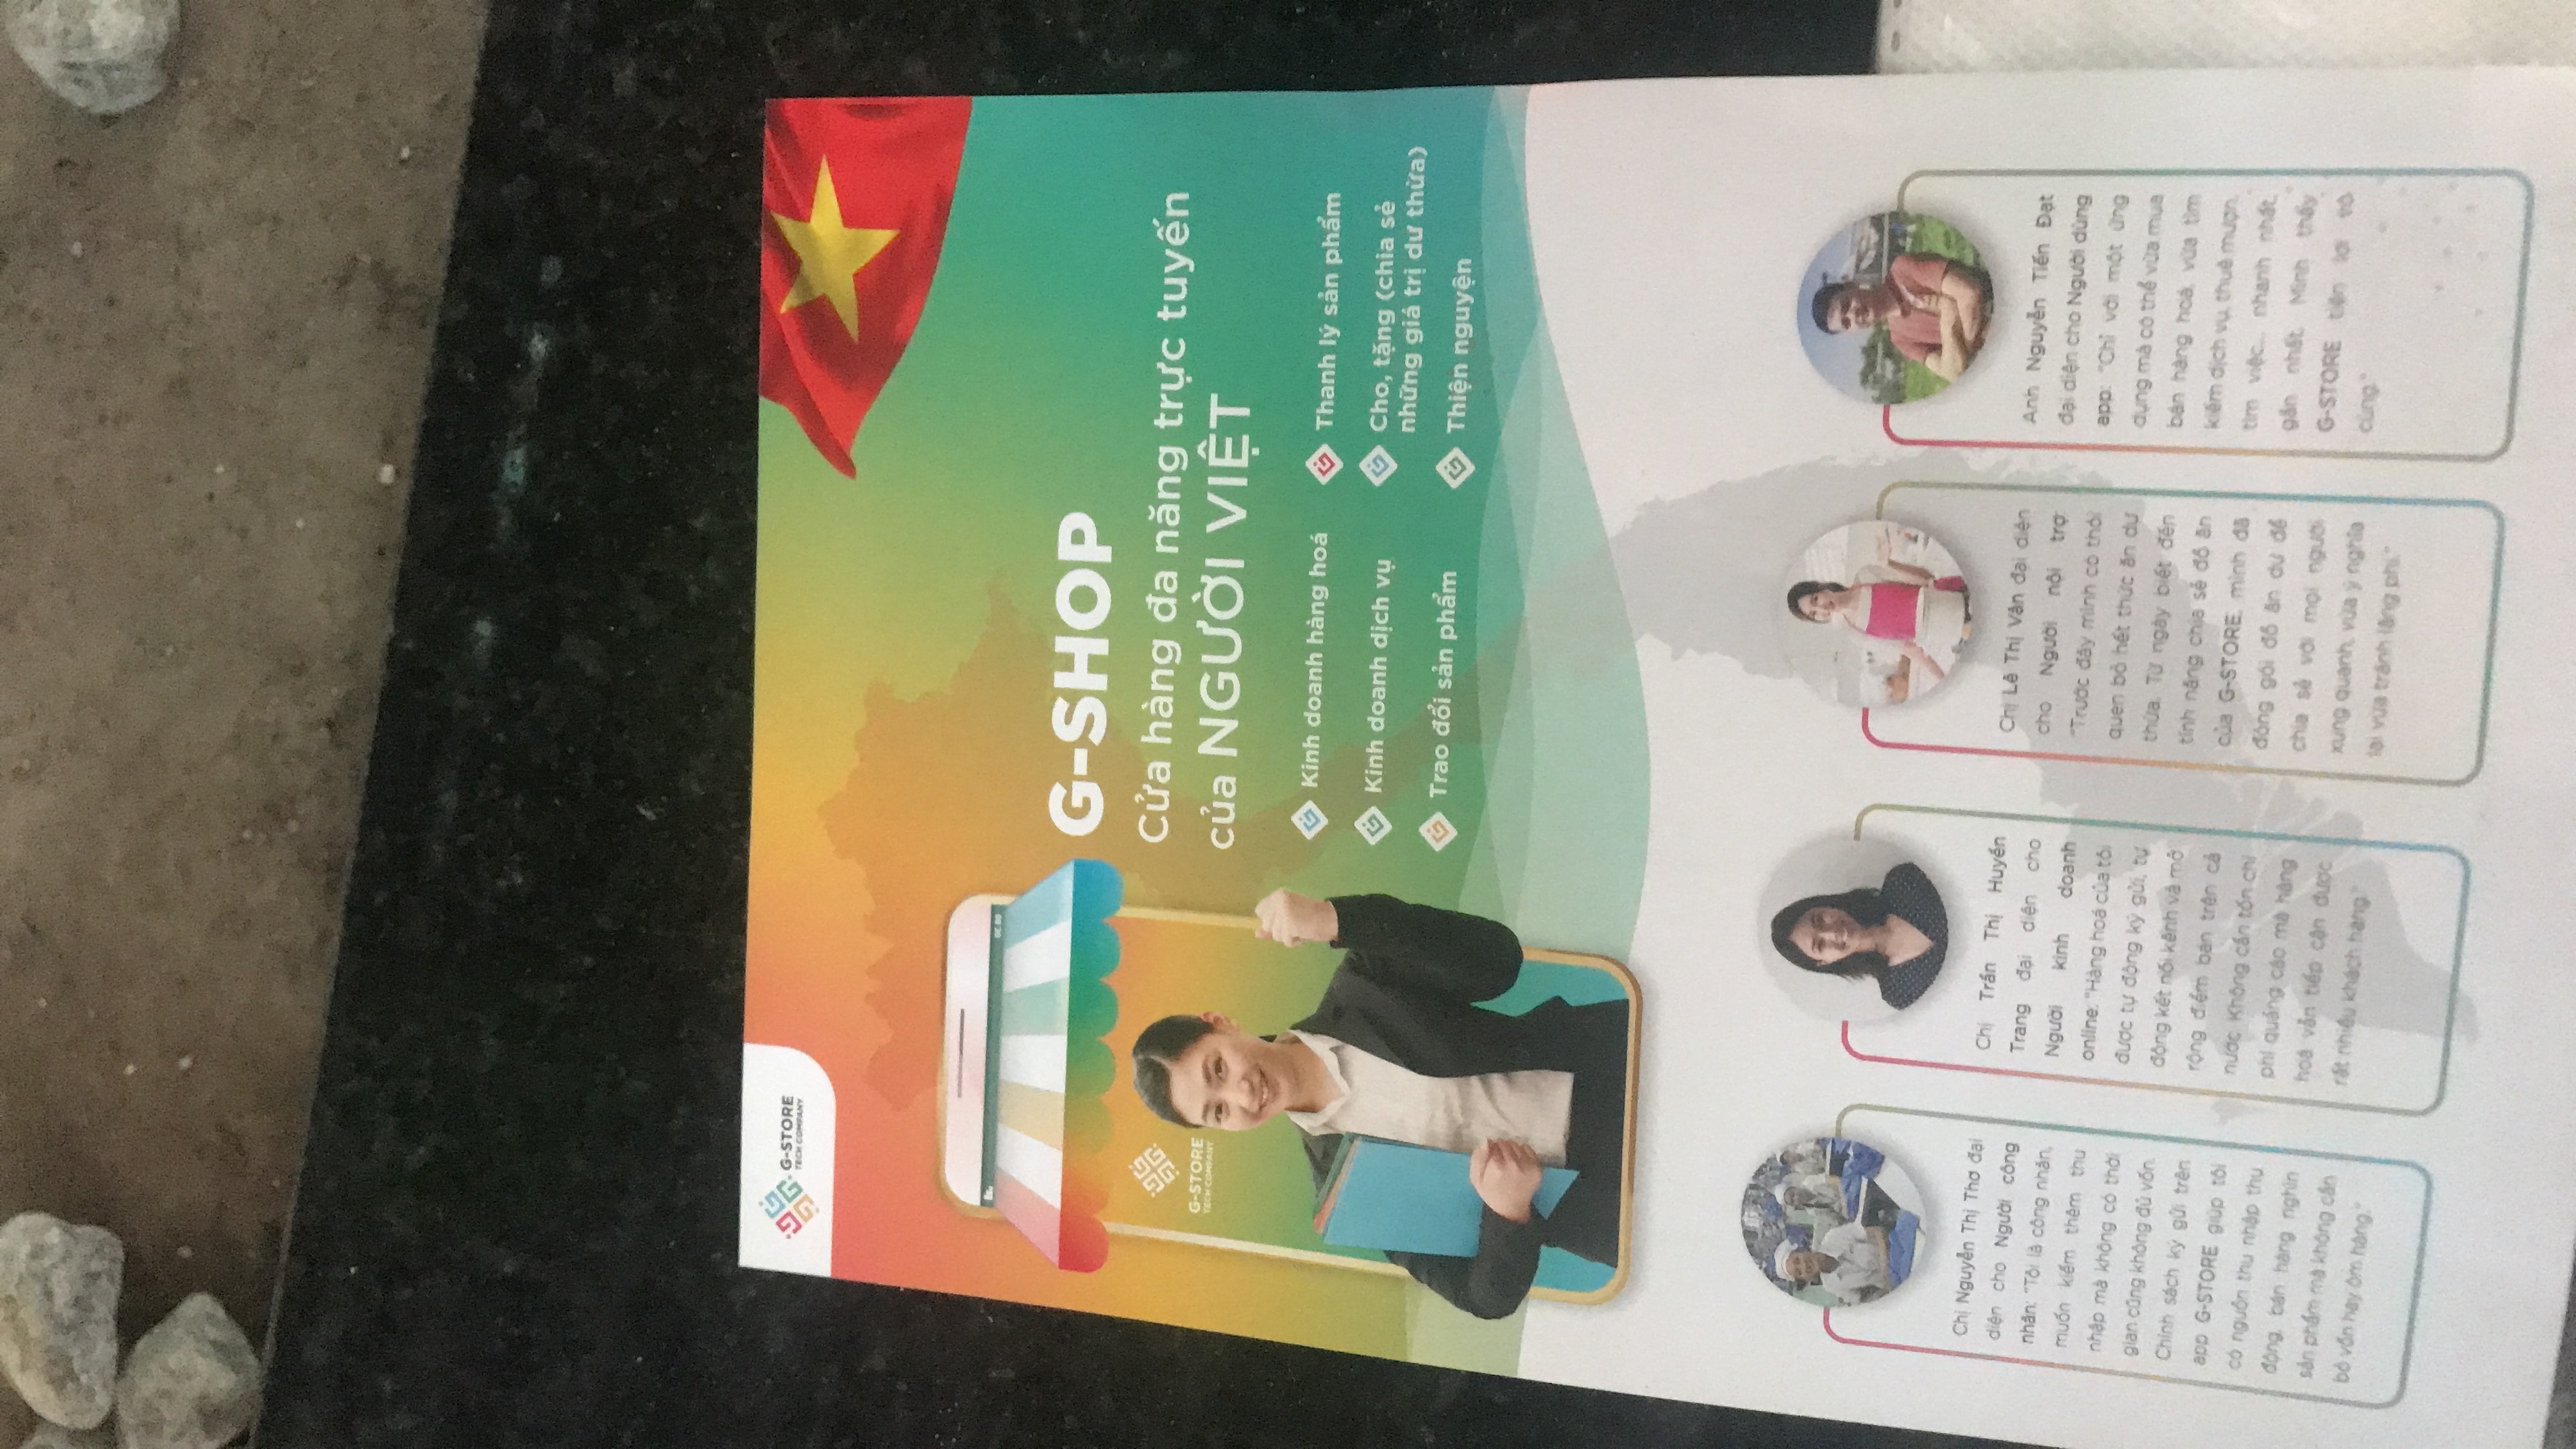 G-STORE
TECH COMPANY
G-STORE
TECH COMPANY
G-SHOP
Cửa hàng đa năng trực tuyến
của NGƯỜI VIỆT
Kinh doanh hàng hoá
Kinh doanh dịch vụ
Trao đổi sản phẩm
Thanh lý sản phẩm
Cho, tặng (chia sẻ
những giá trị dư thừa)
Thiện nguyện
Chị Nguyễn Thị Thơ đại
diện cho Người công
nhân: "Tôi là công nhân,
muốn kiếm thêm thu
nhập mà không có thời
gian cũng không đủ vốn.
Chính sách ký gửi trên
app G-STORE giúp tôi
có nguồn thu nhập thụ
động, bán hàng nghìn
sản phẩm mà không cần
bỏ vốn hay ôm hàng."
Chị Trần Thị Huyền
Trang đại diện cho
Người kinh doanh
online: "Hàng hoá của tôi
được tự động ký gửi, tự
động kết nối kênh và mở
rộng điểm bán trên cả
nước. Không cần tốn chi
phí quảng cáo mà hàng
hoá vẫn tiếp cận được
rất nhiều khách hàng."
Chị Lê Thị Vân đại diện
cho Người nội trợ:
"Trước đây mình có thói
quen bỏ hết thức ăn dư
thừa. Từ ngày biết đến
tính năng chia sẻ đồ ăn
của G-STORE, mình đã
đóng gói đồ ăn dư để
chia sẻ với mọi người
xung quanh, vừa ý nghĩa
lại vừa tránh lãng phí."
Anh Nguyễn Tiến Đạt
đại diện cho Người dùng
app: "Chỉ với một ứng
dụng mà có thể vừa mua
bán hàng hoá, vừa tìm
kiếm dịch vụ, thuê mượn,
tìm việc... nhanh nhất,
gần nhất. Mình thấy
G-STORE tiện lợi vô
cùng."